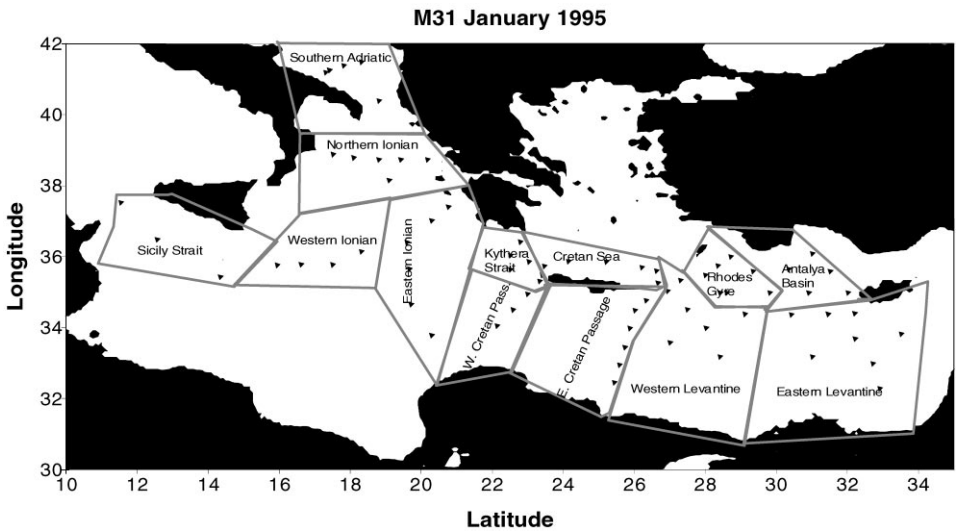 M31 January 1995
Longitude
42
40
38
36
34
32
30
Southern Adriatic
Northern Ionian
Sicily Strait
Western Ionian
Eastern Ionian
Kythera
Strait
Cretan Sea
W. Cretan Pass
E. Cretan Passage
Rhodes
Gyre
Antalya
Basin
Western Levantine
Eastern Levantine
10 12 14 16 18 20 22 24 26 28 30 32 34
Latitude